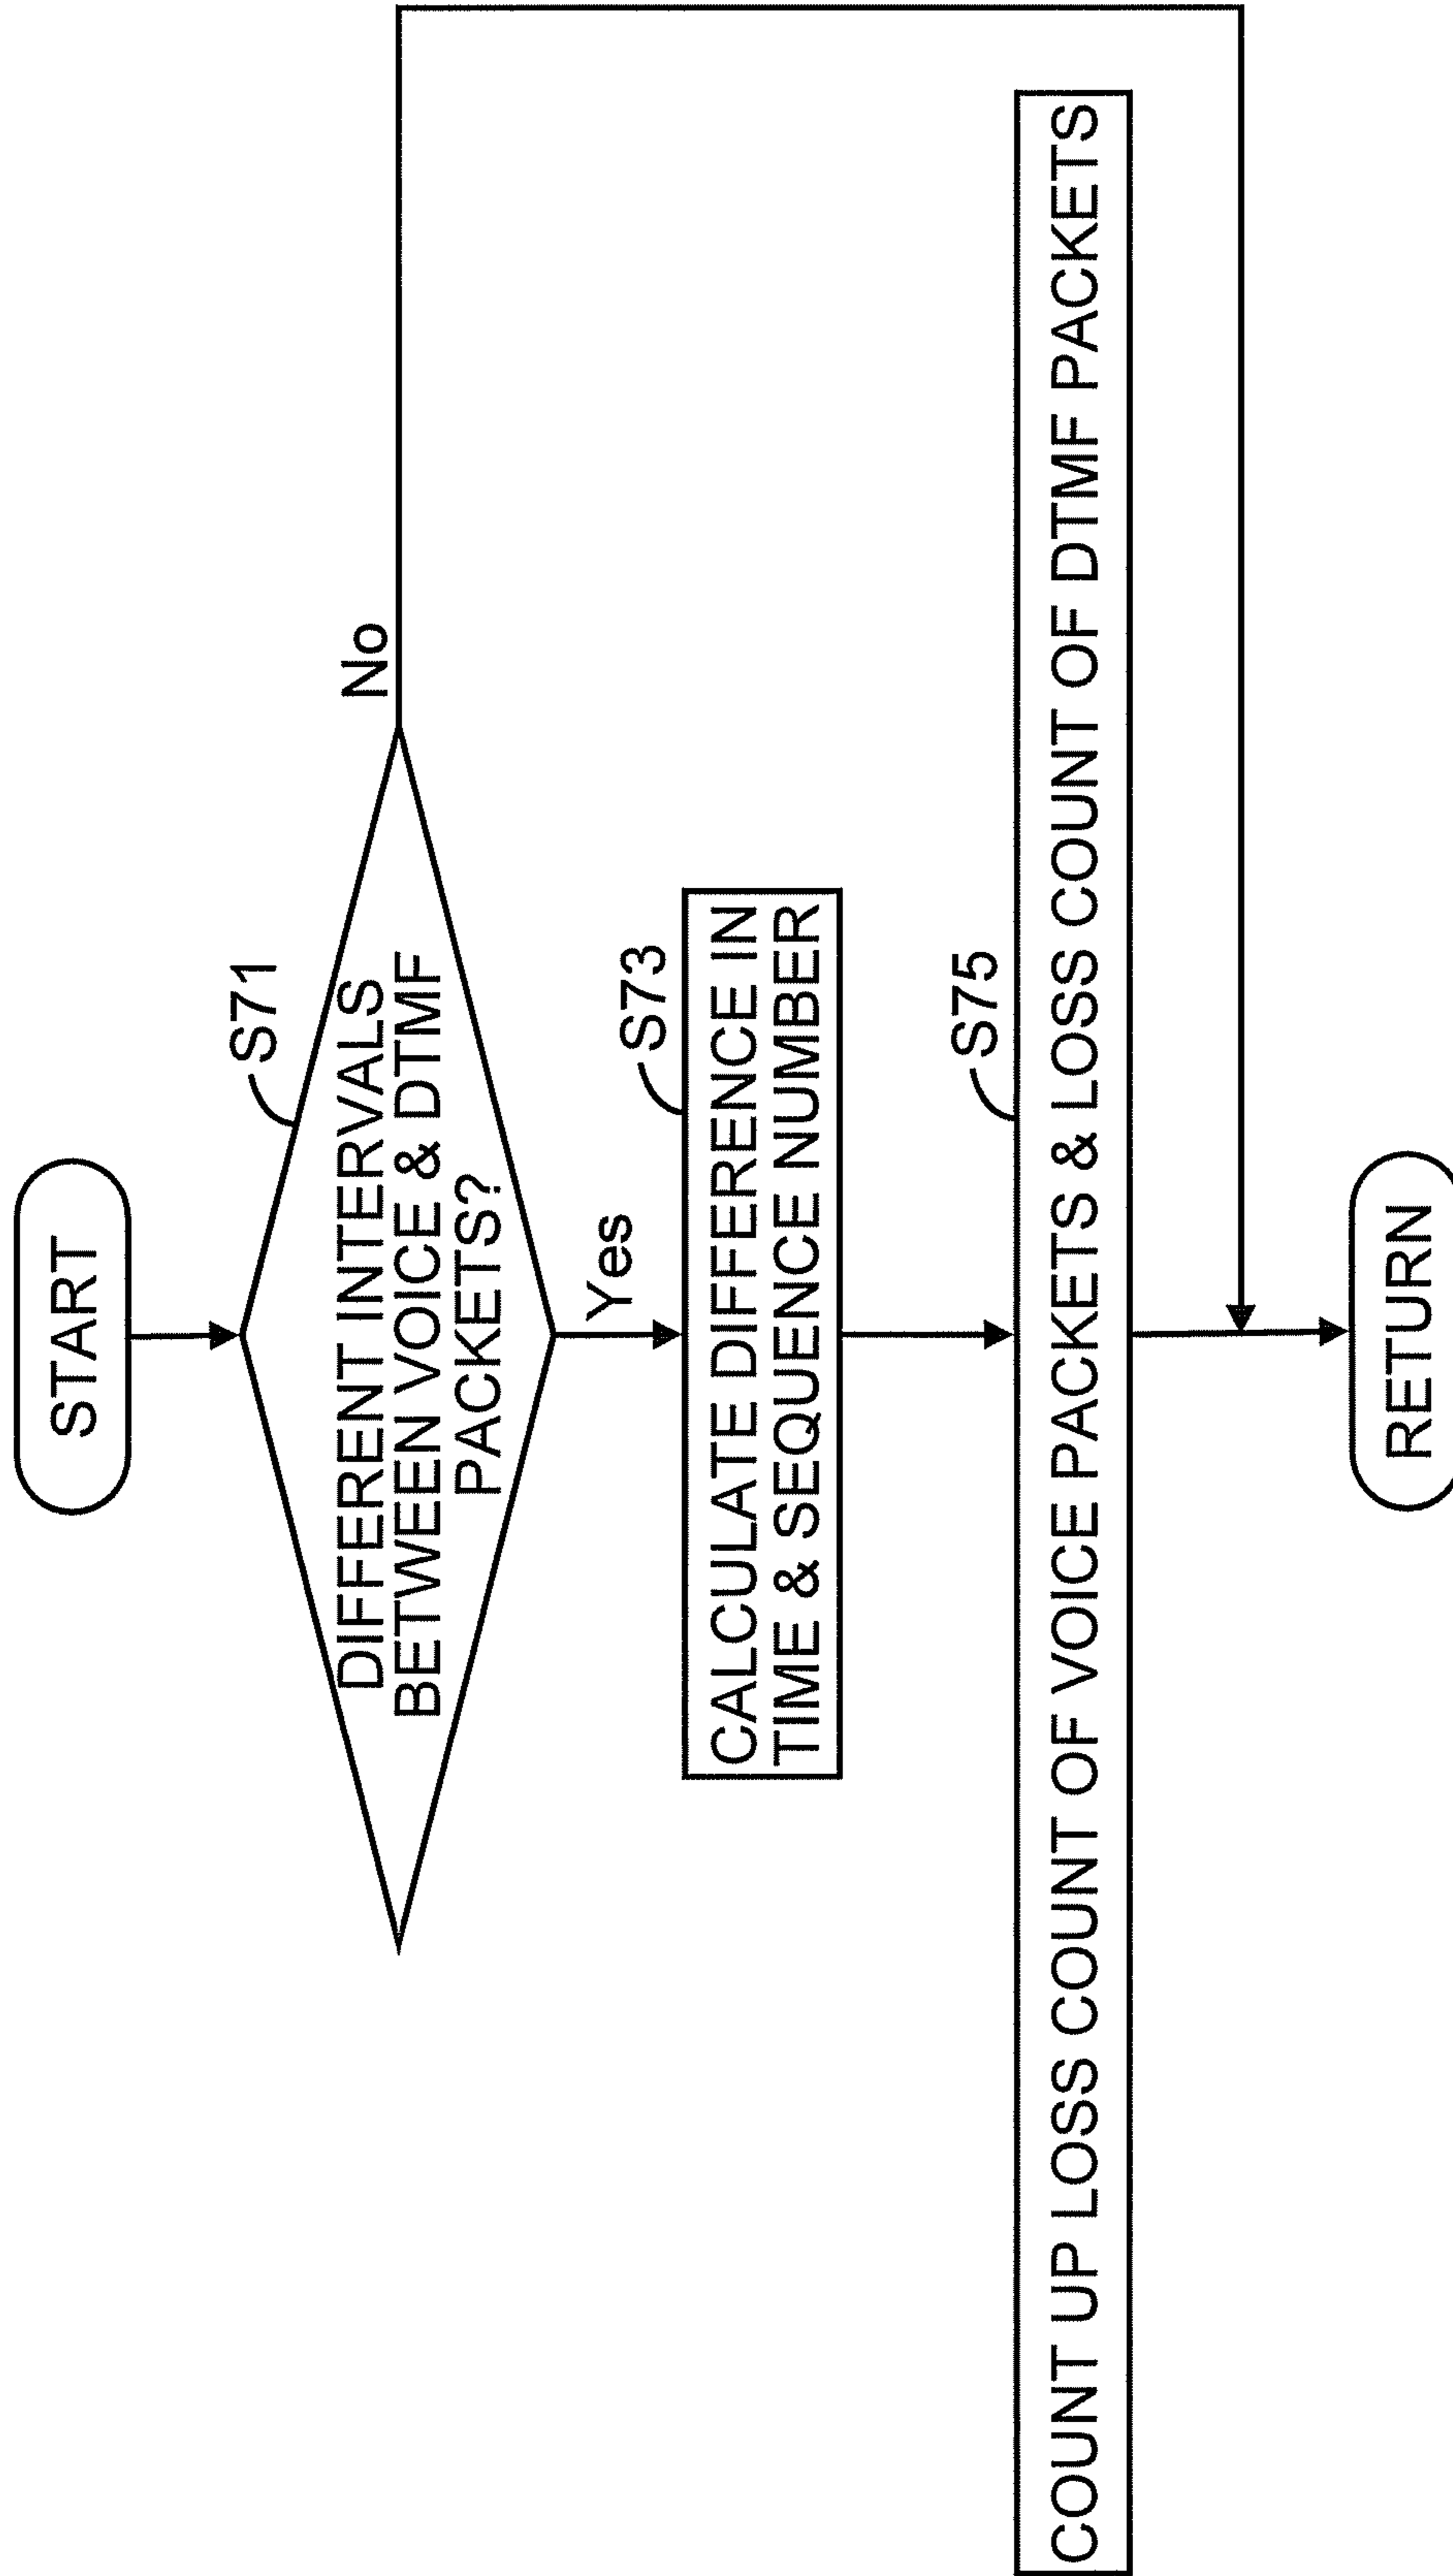 START
S71
DIFFERENT INTERVALS
BETWEEN VOICE & DTMF
PACKETS?
No
Yes
S73
CALCULATE DIFFERENCE IN
TIME & SEQUENCE NUMBER
S75
COUNT UP LOSS COUNT OF VOICE PACKETS & LOSS COUNT OF DTMF PACKETS
RETURN